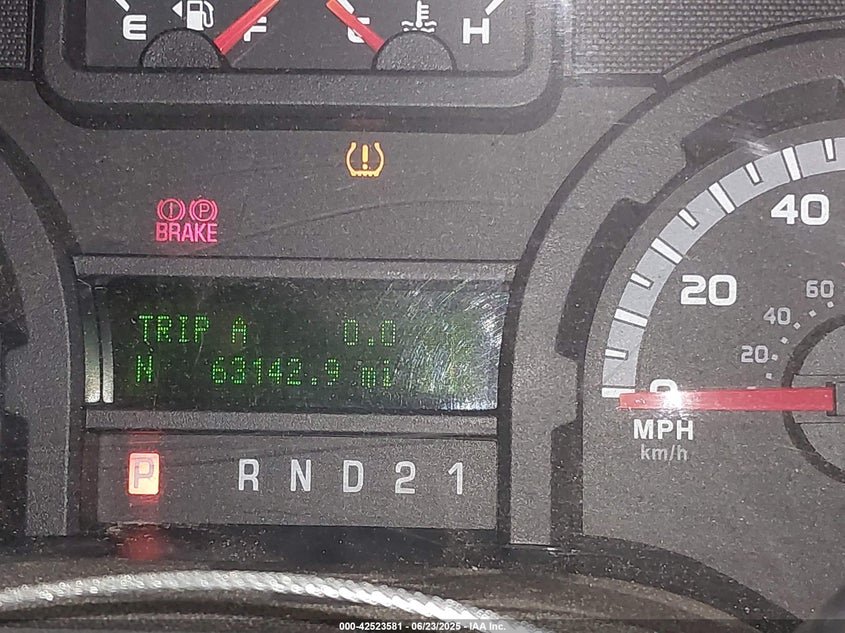 E F C H
BRAKE
TRIP A 0.0
N 63142.9 mi
P R N D 2 1
40
20
0
60
40
20
MPH
km/h
000-42523581 - 06/23/2025 - IAA Inc.